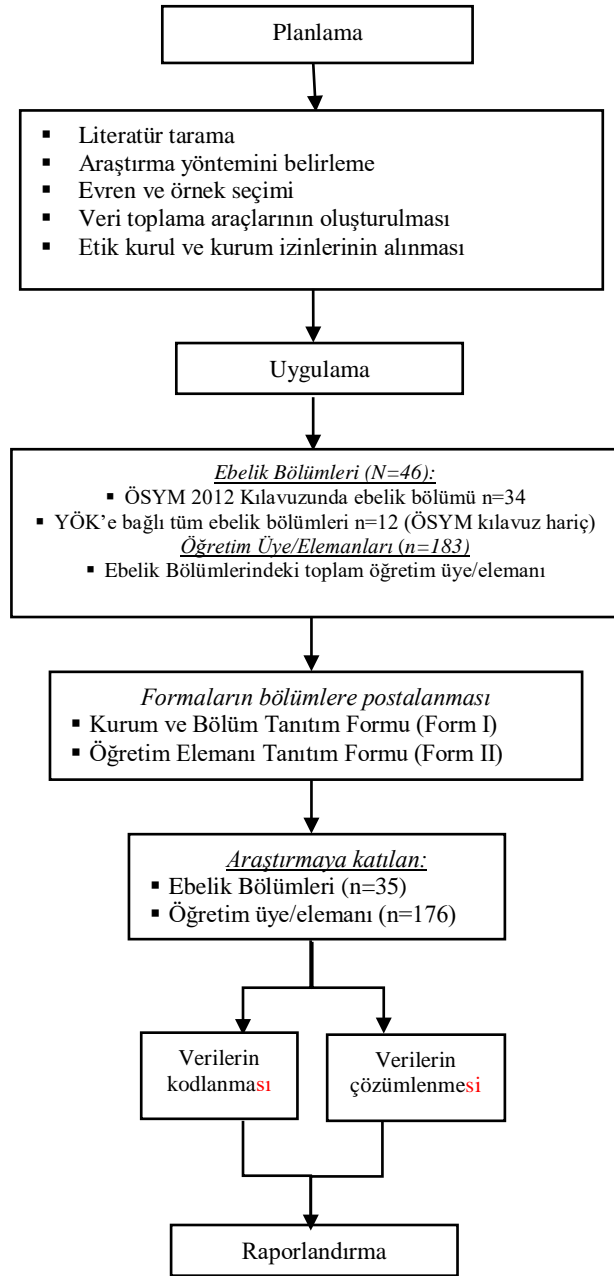 Planlama
▪ Literatür tarama
▪ Araştırma yöntemini belirleme
▪ Evren ve örnek seçimi
▪ Veri toplama araçlarının oluşturulması
▪ Etik kurul ve kurum izinlerinin alınması
Uygulama
Ebelik Bölümleri (N=46):
▪ ÖSYM 2012 Kılavuzunda ebelik bölümü n=34
▪ YÖK’e bağlı tüm ebelik bölümleri n=12 (ÖSYM kılavuz hariç)
Öğretim Üye/Elemanları (n=183)
▪ Ebelik Bölümlerindeki toplam öğretim üye/elemanı
Formaların bölümlere postalanması
▪ Kurum ve Bölüm Tanıtım Formu (Form I)
▪ Öğretim Elemanı Tanıtım Formu (Form II)
Araştırmaya katılan:
▪ Ebelik Bölümleri (n=35)
▪ Öğretim üye/elemanı (n=176)
Verilerin
kodlanması
Verilerin
çözümlenmesi
Raporlandırma